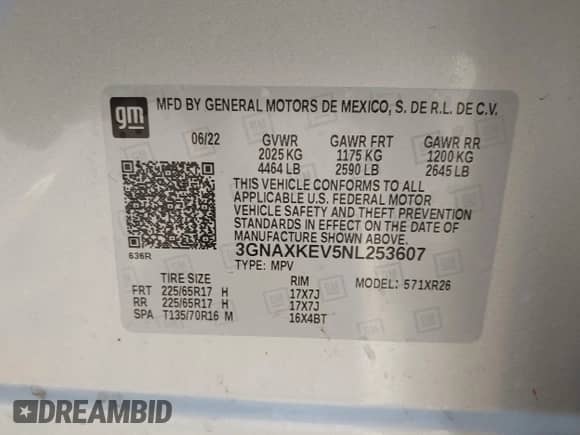 gm MFD BY GENERAL MOTORS DE MEXICO, S. DE R.L. DE C.V.
06/22 GVWR GAWR FRT GAWR RR
2025 KG 1175 KG 1200 KG
4464 LB 2590 LB 2645 LB
THIS VEHICLE CONFORMS TO ALL
APPLICABLE U.S. FEDERAL MOTOR
VEHICLE SAFETY AND THEFT PREVENTION
STANDARDS IN EFFECT ON THE DATE OF
MANUFACTURE SHOWN ABOVE.
636R 3GNAXKEV5NL253607
TYPE: MPV
TIRE SIZE RIM MODEL: 571XR26
FRT 225/65R17 H 17X7J
RR 225/65R17 H 17X7J
SPA T135/70R16 M 16X4BT
DREAMBID